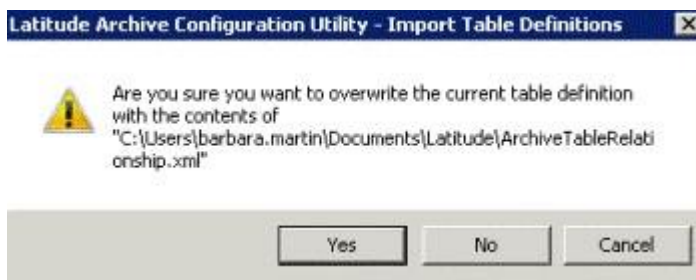 Latitude Archive Configuration Utility - Import Table Definitions
Are you sure you want to overwrite the current table definition
with the contents of
"C:\Users\barbara.martin\Documents\Latitude\ArchiveTableRelati
onship.xml"
Yes No Cancel